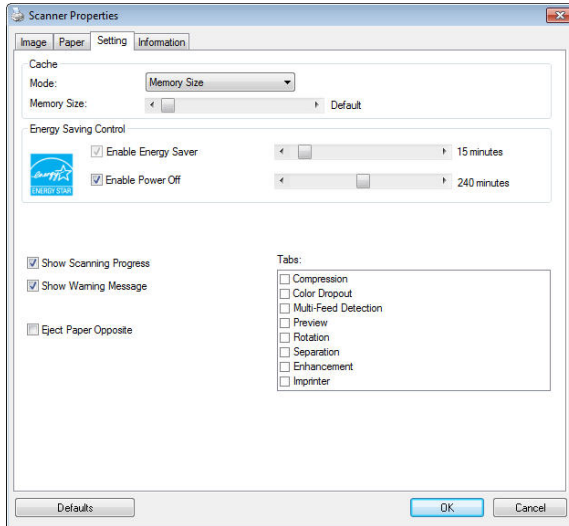 Scanner Properties
Image Paper Setting Information
Cache
Mode: Memory Size
Memory Size: Default
Energy Saving Control
Enable Energy Saver 15 minutes
energy
ENERGY STAR
Enable Power Off 240 minutes
Show Scanning Progress
Show Warning Message
Eject Paper Opposite
Tabs:
Compression
Color Dropout
Multi-Feed Detection
Preview
Rotation
Separation
Enhancement
Imprinter
Defaults OK Cancel